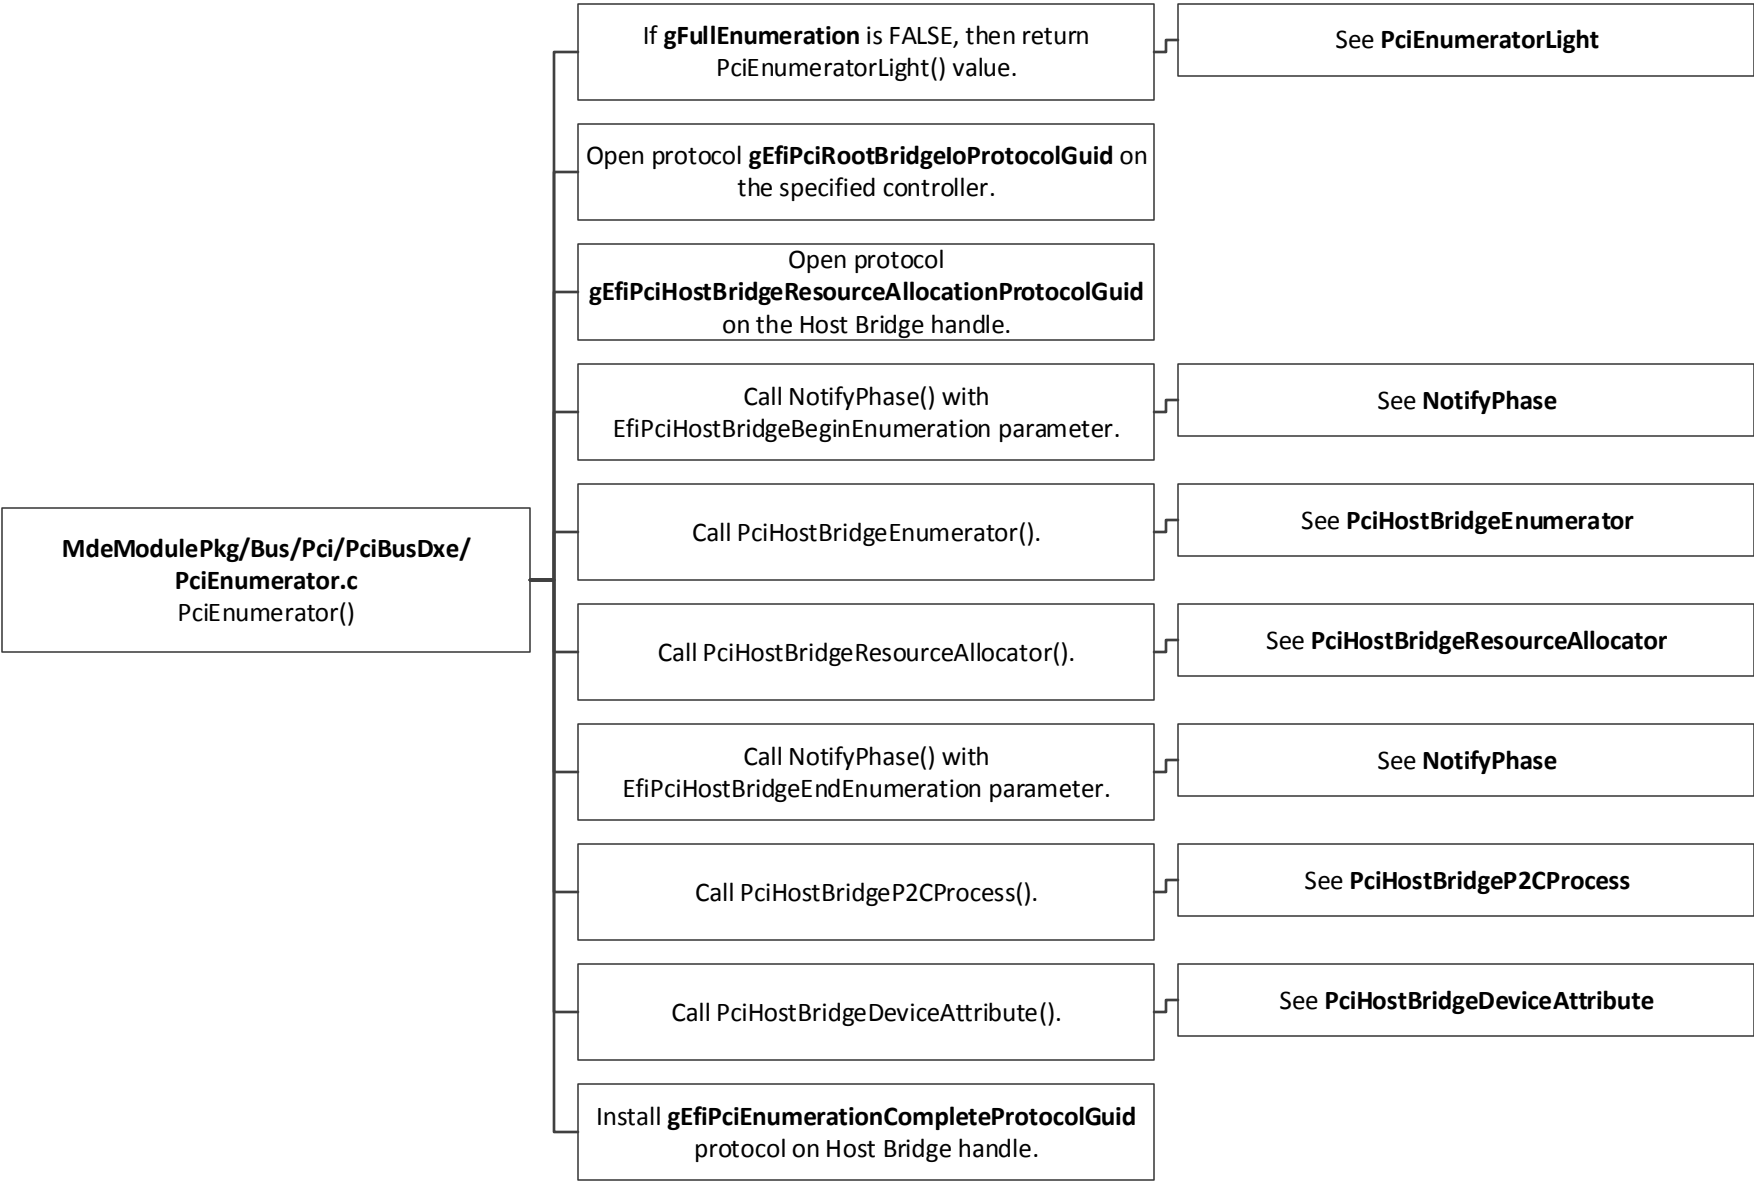 If gFullEnumeration is FALSE, then return
PciEnumeratorLight() value.
See PciEnumeratorLight
Open protocol gEfiPciRootBridgeIoProtocolGuid on
the specified controller.
Open protocol
gEfiPciHostBridgeResourceAllocationProtocolGuid
on the Host Bridge handle.
Call NotifyPhase() with
EfiPciHostBridgeBeginEnumeration parameter.
See NotifyPhase
MdeModulePkg/Bus/Pci/PciBusDxe/
PciEnumerator.c
PciEnumerator()
Call PciHostBridgeEnumerator().
See PciHostBridgeEnumerator
Call PciHostBridgeResourceAllocator().
See PciHostBridgeResourceAllocator
Call NotifyPhase() with
EfiPciHostBridgeEndEnumeration parameter.
See NotifyPhase
Call PciHostBridgeP2CProcess().
See PciHostBridgeP2CProcess
Call PciHostBridgeDeviceAttribute().
See PciHostBridgeDeviceAttribute
Install gEfiPciEnumerationCompleteProtocolGuid
protocol on Host Bridge handle.